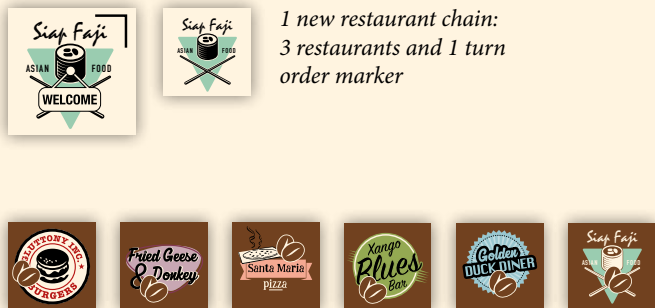 Siap Faji
ASIAN FOOD
WELCOME
Siap Faji
ASIAN FOOD
1 new restaurant chain:
3 restaurants and 1 turn
order marker
GLUTTONY INC.
BURGERS
Fried Geese
& Donkey
Santa Maria
pizza
Xango
Blues
Bar
Golden
DUCK DINER
Siap Faji
ASIAN FOOD